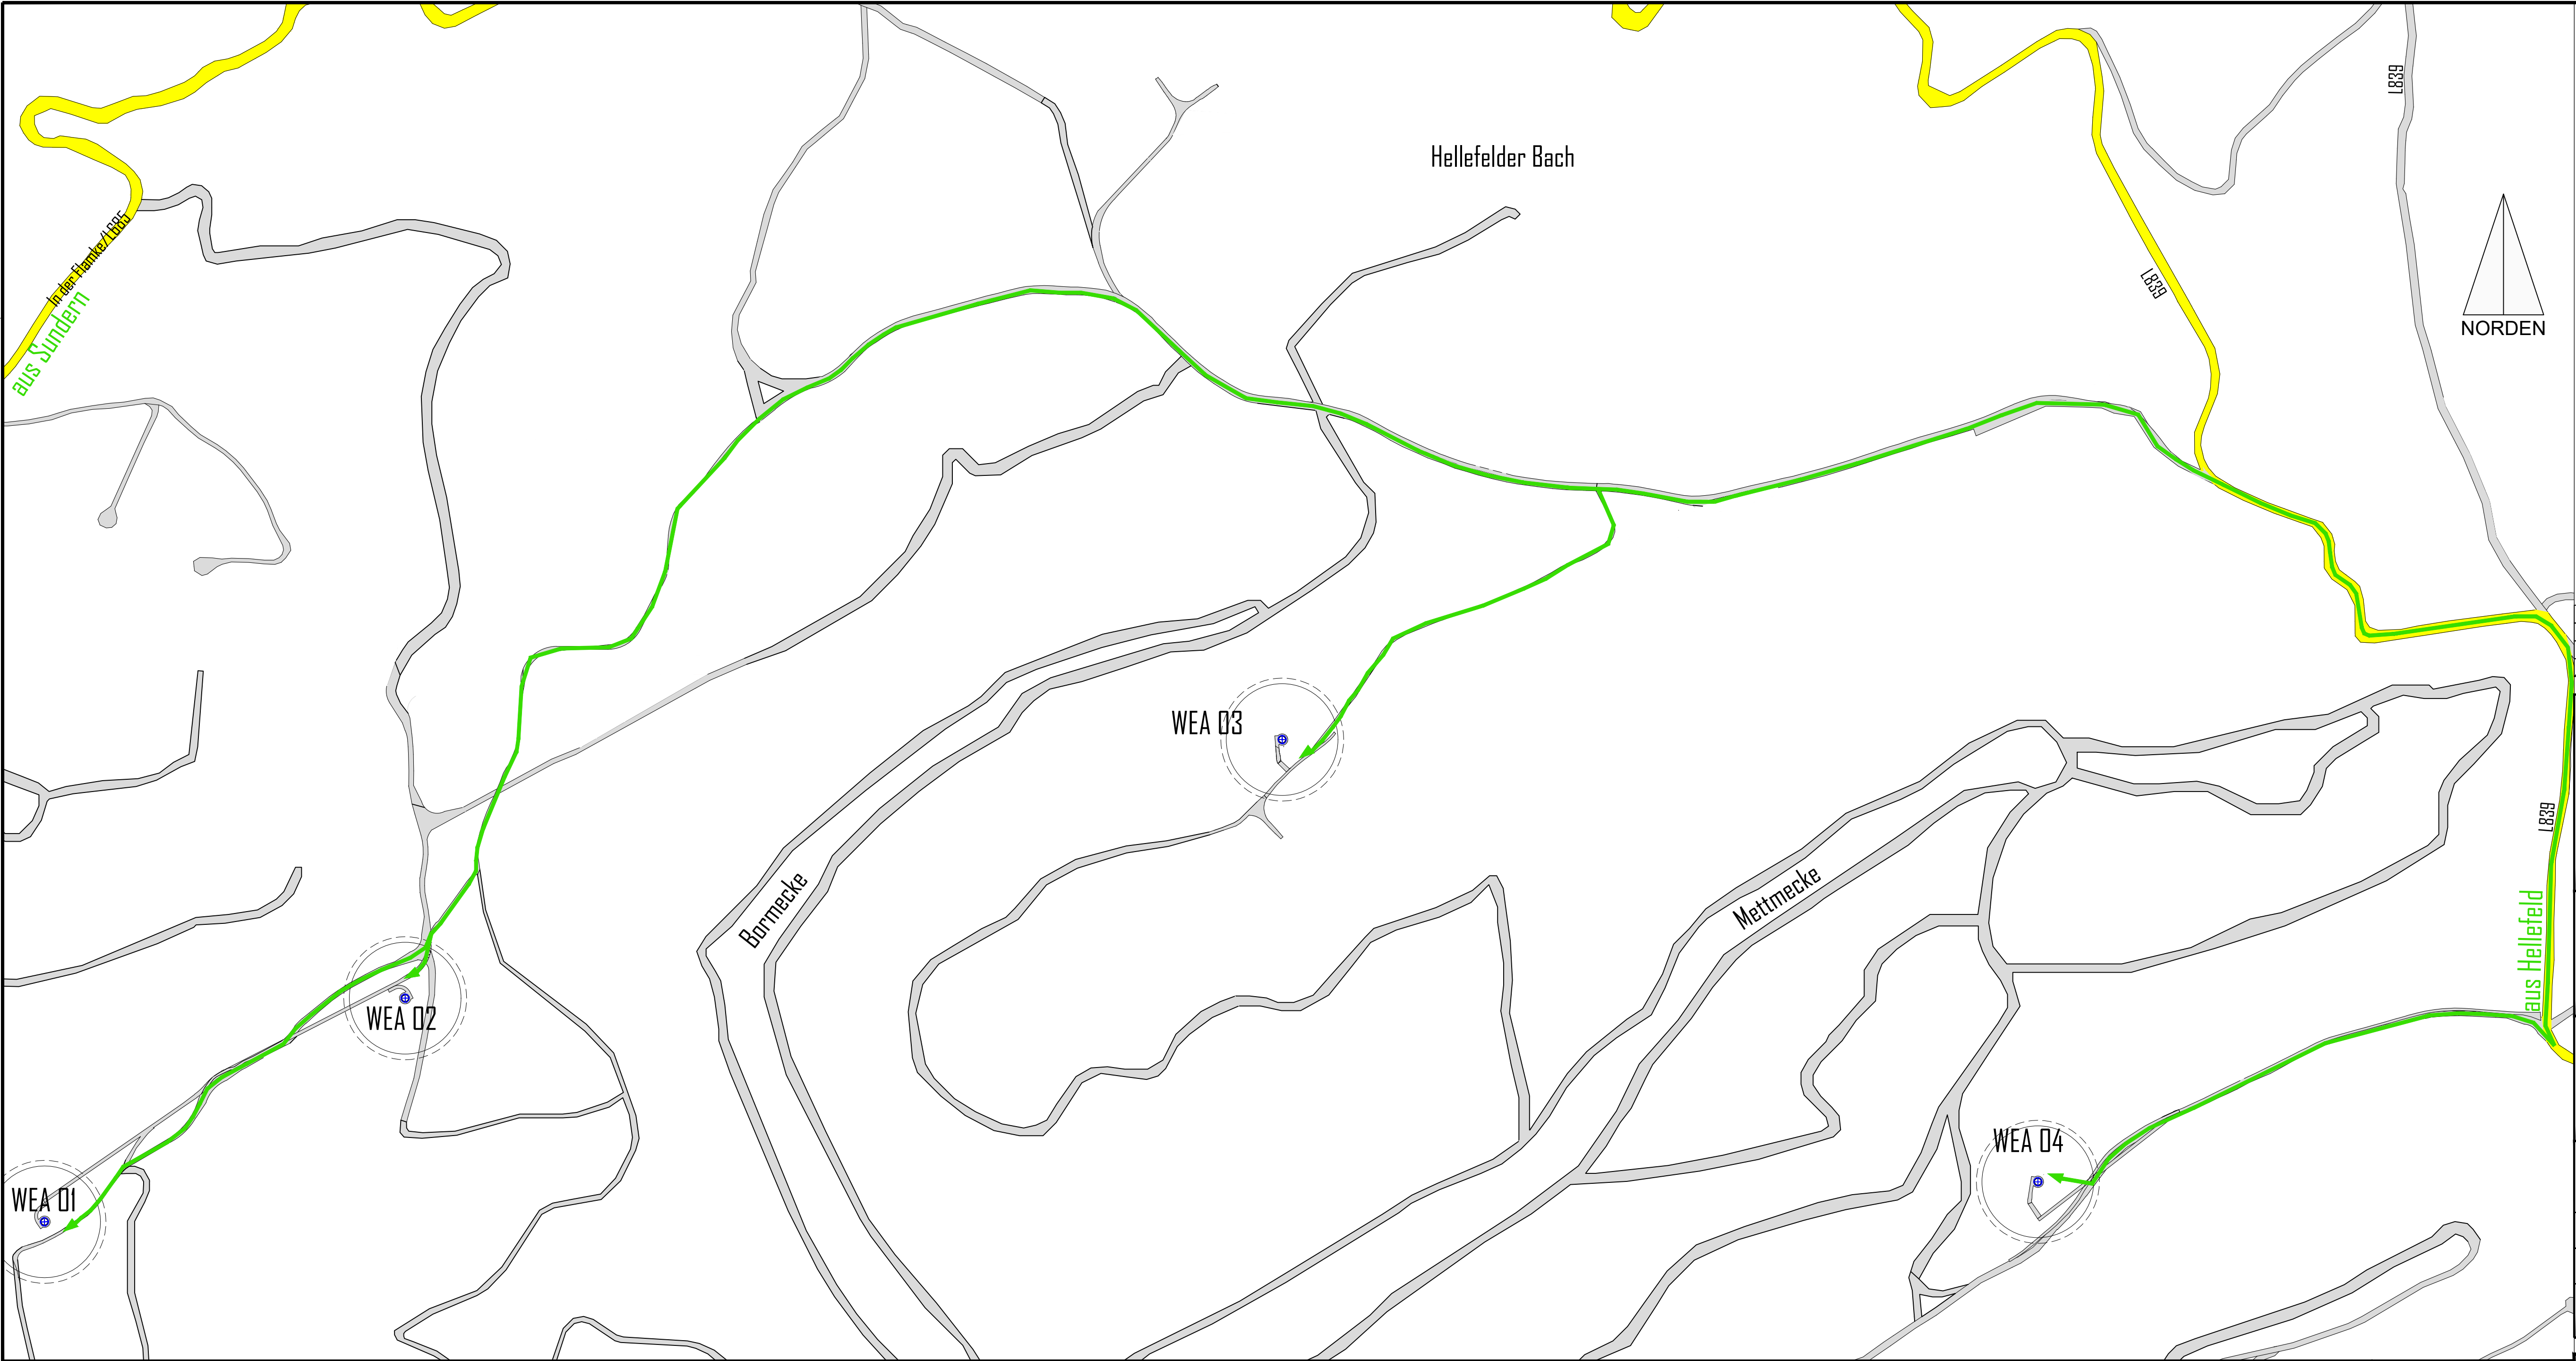 L839
Hellefelder Bach
In der Flamke/L685
aus Sundern
L839
NORDEN
WEA 03
L839
Bormecke
Mettmecke
aus Hellefeld
WEA 02
WEA 04
WEA 01